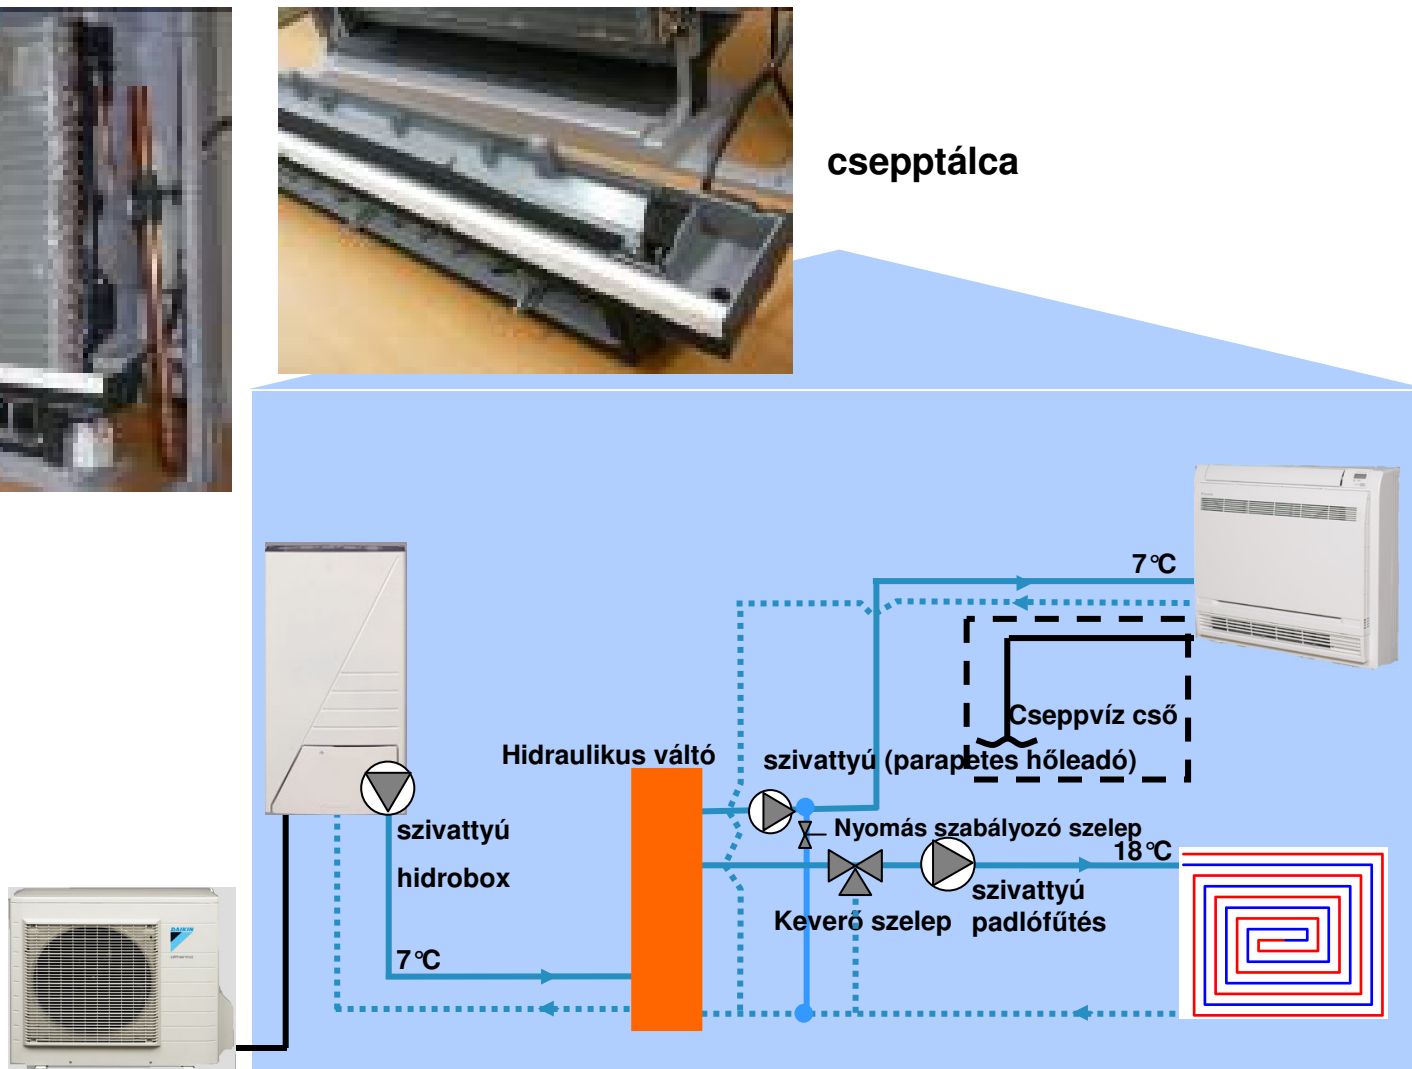 csepptálca
7°C
Cseppvíz cső
Hidraulikus váltó
szivattyú (parapetes hőleadó)
szivattyú
hidrobox
Nyomás szabályozó szelep
18°C
szivattyú
padlófűtés
Keverő szelep
7°C
DAIKIN